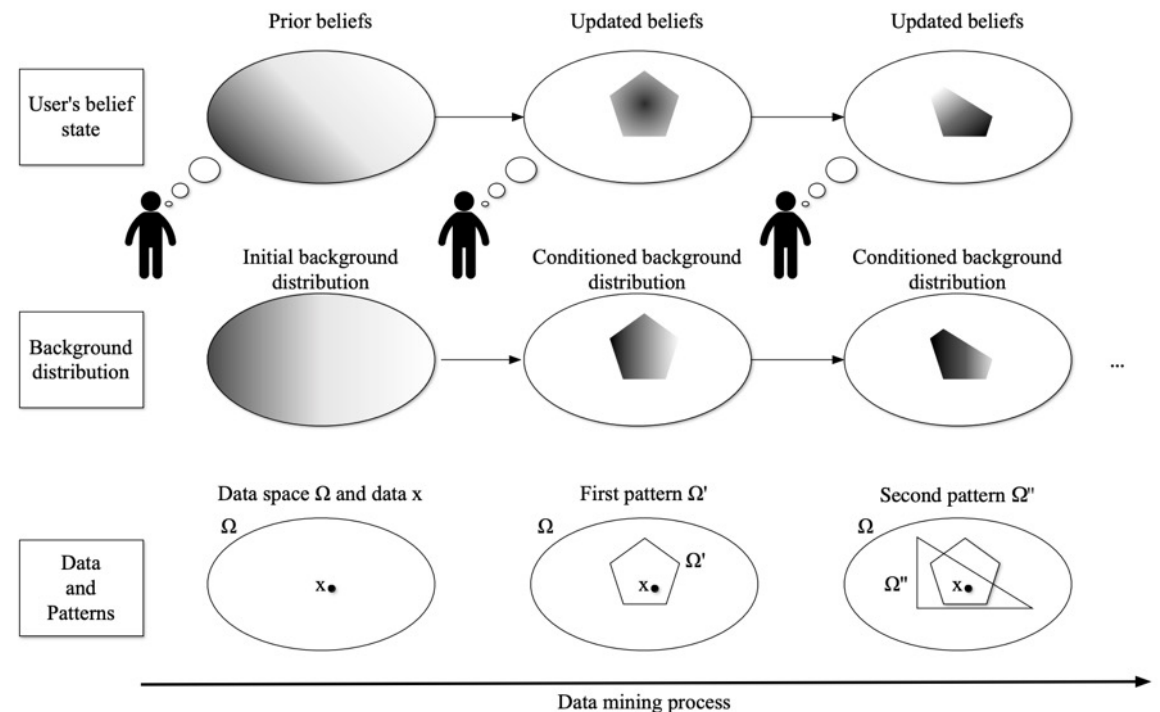 Prior beliefs
Updated beliefs
Updated beliefs
User's belief
state
Initial background
distribution
Conditioned background
distribution
Conditioned background
distribution
Background
distribution
...
Data space Ω and data x
First pattern Ω'
Second pattern Ω"
Data
and
Patterns
Ω
x
Ω
Ω'
x
Ω
Ω"
x
Data mining process